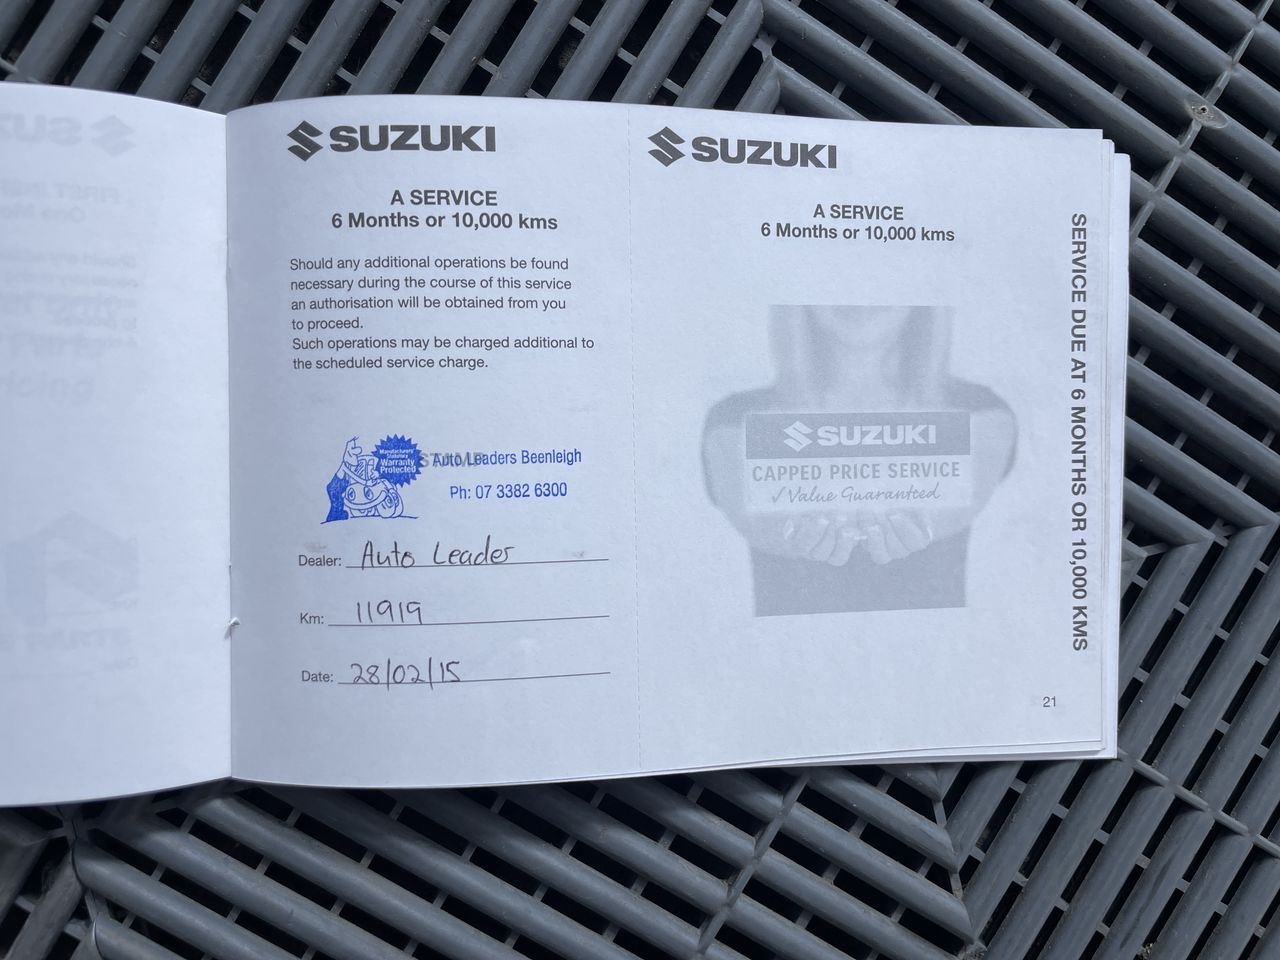 SUZUKI
A SERVICE
6 Months or 10,000 kms
Should any additional operations be found
necessary during the course of this service
an authorisation will be obtained from you
to proceed.
Such operations may be charged additional to
the scheduled service charge.
Manufacturers
Statutory
Warranty
Protected
STAMP
Auto Leaders Beenleigh
Ph: 07 3382 6300
Dealer: Auto Leader
Km: 11919
Date: 28/02/15
SUZUKI
A SERVICE
6 Months or 10,000 kms
SUZUKI
CAPPED PRICE SERVICE
✓ Value Guaranteed
SERVICE DUE AT 6 MONTHS OR 10,000 KMS
21